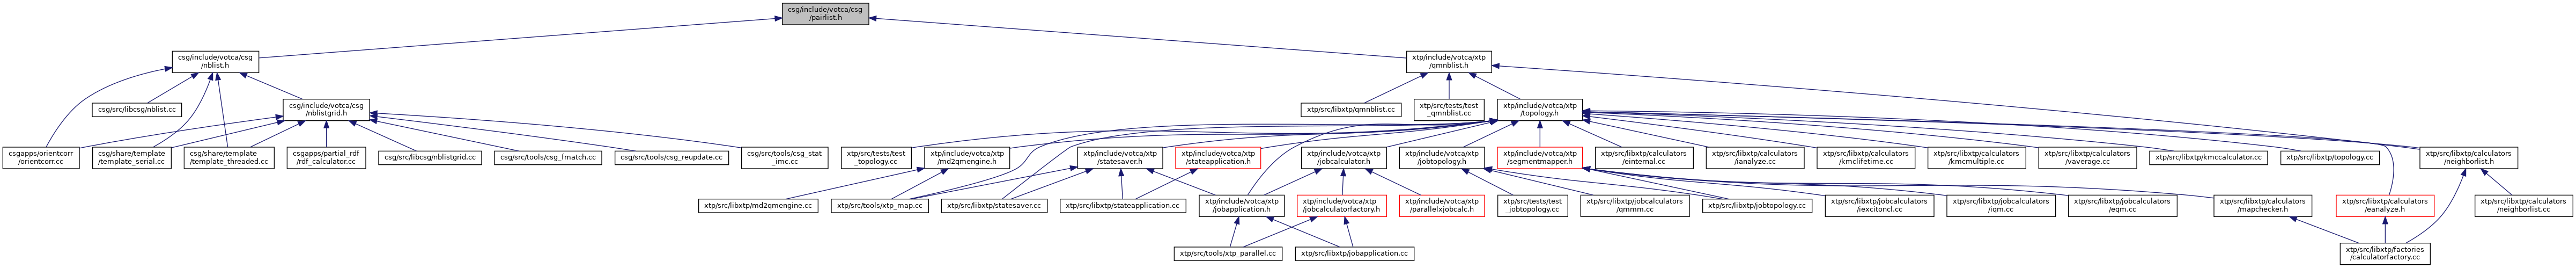 csg/include/votca/csg
/pairlist.h
csg/include/votca/csg
/nblist.h
xtp/include/votca/xtp
/qmnblist.h
csg/src/libcsg/nblist.cc
csg/include/votca/csg
/nblistgrid.h
xtp/src/libxtp/qmnblist.cc
xtp/src/tests/test
_qmnblist.cc
xtp/include/votca/xtp
/topology.h
csgapps/orientcorr
/orientcorr.cc
csg/share/template
/template_serial.cc
csg/share/template
/template_threaded.cc
csgapps/partial_rdf
/rdf_calculator.cc
csg/src/libcsg/nblistgrid.cc
csg/src/tools/csg_fmatch.cc
csg/src/tools/csg_reupdate.cc
csg/src/tools/csg_stat
_imc.cc
xtp/src/tests/test
_topology.cc
xtp/include/votca/xtp
/md2qmengine.h
xtp/include/votca/xtp
/statesaver.h
xtp/include/votca/xtp
/stateapplication.h
xtp/include/votca/xtp
/jobcalculator.h
xtp/include/votca/xtp
/jobtopology.h
xtp/include/votca/xtp
/segmentmapper.h
xtp/src/libxtp/calculators
/einternal.cc
xtp/src/libxtp/calculators
/ianalyze.cc
xtp/src/libxtp/calculators
/kmclifetime.cc
xtp/src/libxtp/calculators
/kmcmultiple.cc
xtp/src/libxtp/calculators
/vaverage.cc
xtp/src/libxtp/kmccalculator.cc
xtp/src/libxtp/topology.cc
xtp/src/libxtp/calculators
/neighborlist.h
xtp/src/libxtp/md2qmengine.cc
xtp/src/tools/xtp_map.cc
xtp/src/libxtp/statesaver.cc
xtp/src/libxtp/stateapplication.cc
xtp/include/votca/xtp
/jobapplication.h
xtp/include/votca/xtp
/jobcalculatorfactory.h
xtp/include/votca/xtp
/parallelxjobcalc.h
xtp/src/tests/test
_jobtopology.cc
xtp/src/libxtp/jobcalculators
/qmmm.cc
xtp/src/libxtp/jobtopology.cc
xtp/src/libxtp/jobcalculators
/iexcitoncl.cc
xtp/src/libxtp/jobcalculators
/iqm.cc
xtp/src/libxtp/jobcalculators
/eqm.cc
xtp/src/libxtp/calculators
/mapchecker.h
xtp/src/libxtp/calculators
/eanalyze.h
xtp/src/libxtp/calculators
/neighborlist.cc
xtp/src/tools/xtp_parallel.cc
xtp/src/libxtp/jobapplication.cc
xtp/src/libxtp/factories
/calculatorfactory.cc